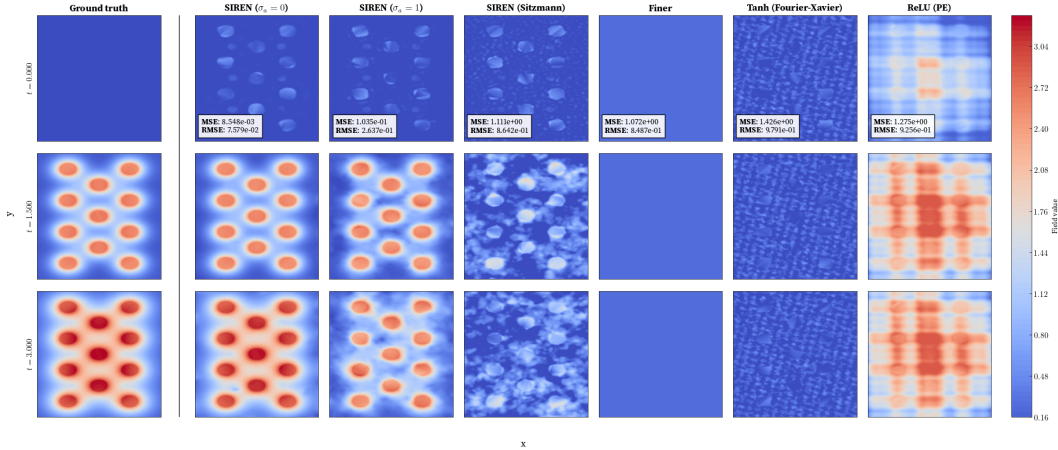 Ground truth
SIREN (σₐ = 0)
SIREN (σₐ = 1)
SIREN (Sitzmann)
Finer
Tanh (Fourier-Xavier)
ReLU (PE)
t = 0.000
MSE: 8.548e-03
RMSE: 7.579e-02
MSE: 1.035e-01
RMSE: 2.637e-01
MSE: 1.111e+00
RMSE: 8.642e-01
MSE: 1.072e+00
RMSE: 8.487e-01
MSE: 1.426e+00
RMSE: 9.791e-01
MSE: 1.275e+00
RMSE: 9.256e-01
y
t = 1.500
t = 3.000
x
3.04
2.72
2.40
2.08
1.76
1.44
1.12
0.80
0.48
0.16
Field value